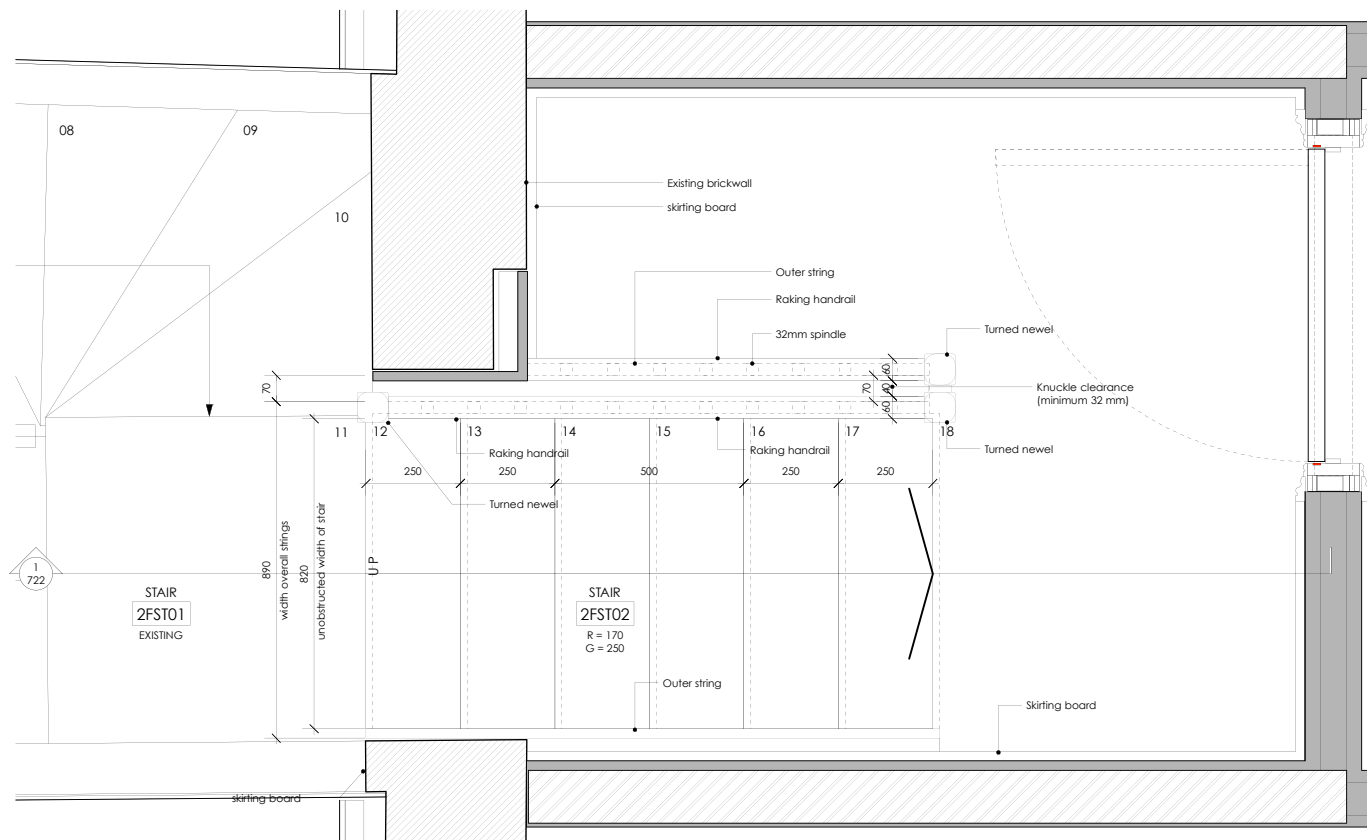 08
09
10
Existing brickwall
skirting board
Outer string
Raking handrail
32mm spindle
Turned newel
60
70
40
60
Knuckle clearance
(minimum 32 mm)
70
11
12
13
14
15
16
17
18
Raking handrail
Raking handrail
Turned newel
250
250
500
250
250
Turned newel
890
width overall strings
820
unobstructed width of stair
UP
1
722
STAIR
2FST01
EXISTING
STAIR
2FST02
R = 170
G = 250
Outer string
Skirting board
skirting board